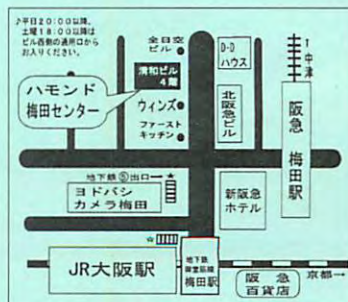 ♪平日20:00以降、
土曜18:00以降は
ビル西側の通用口から
お入りください。
全日空
ビル
D・D
ハウス
↑中津
清和ビル
4階
ハモンド
梅田センター
ウィンズ
ファースト
キッチン
北阪急ビル
阪急 梅田駅
地下鉄⑤出口→
ヨドバシ
カメラ梅田
新阪急
ホテル
JR大阪駅
地下鉄
御堂筋線
梅田駅
阪急
百貨店
京都→